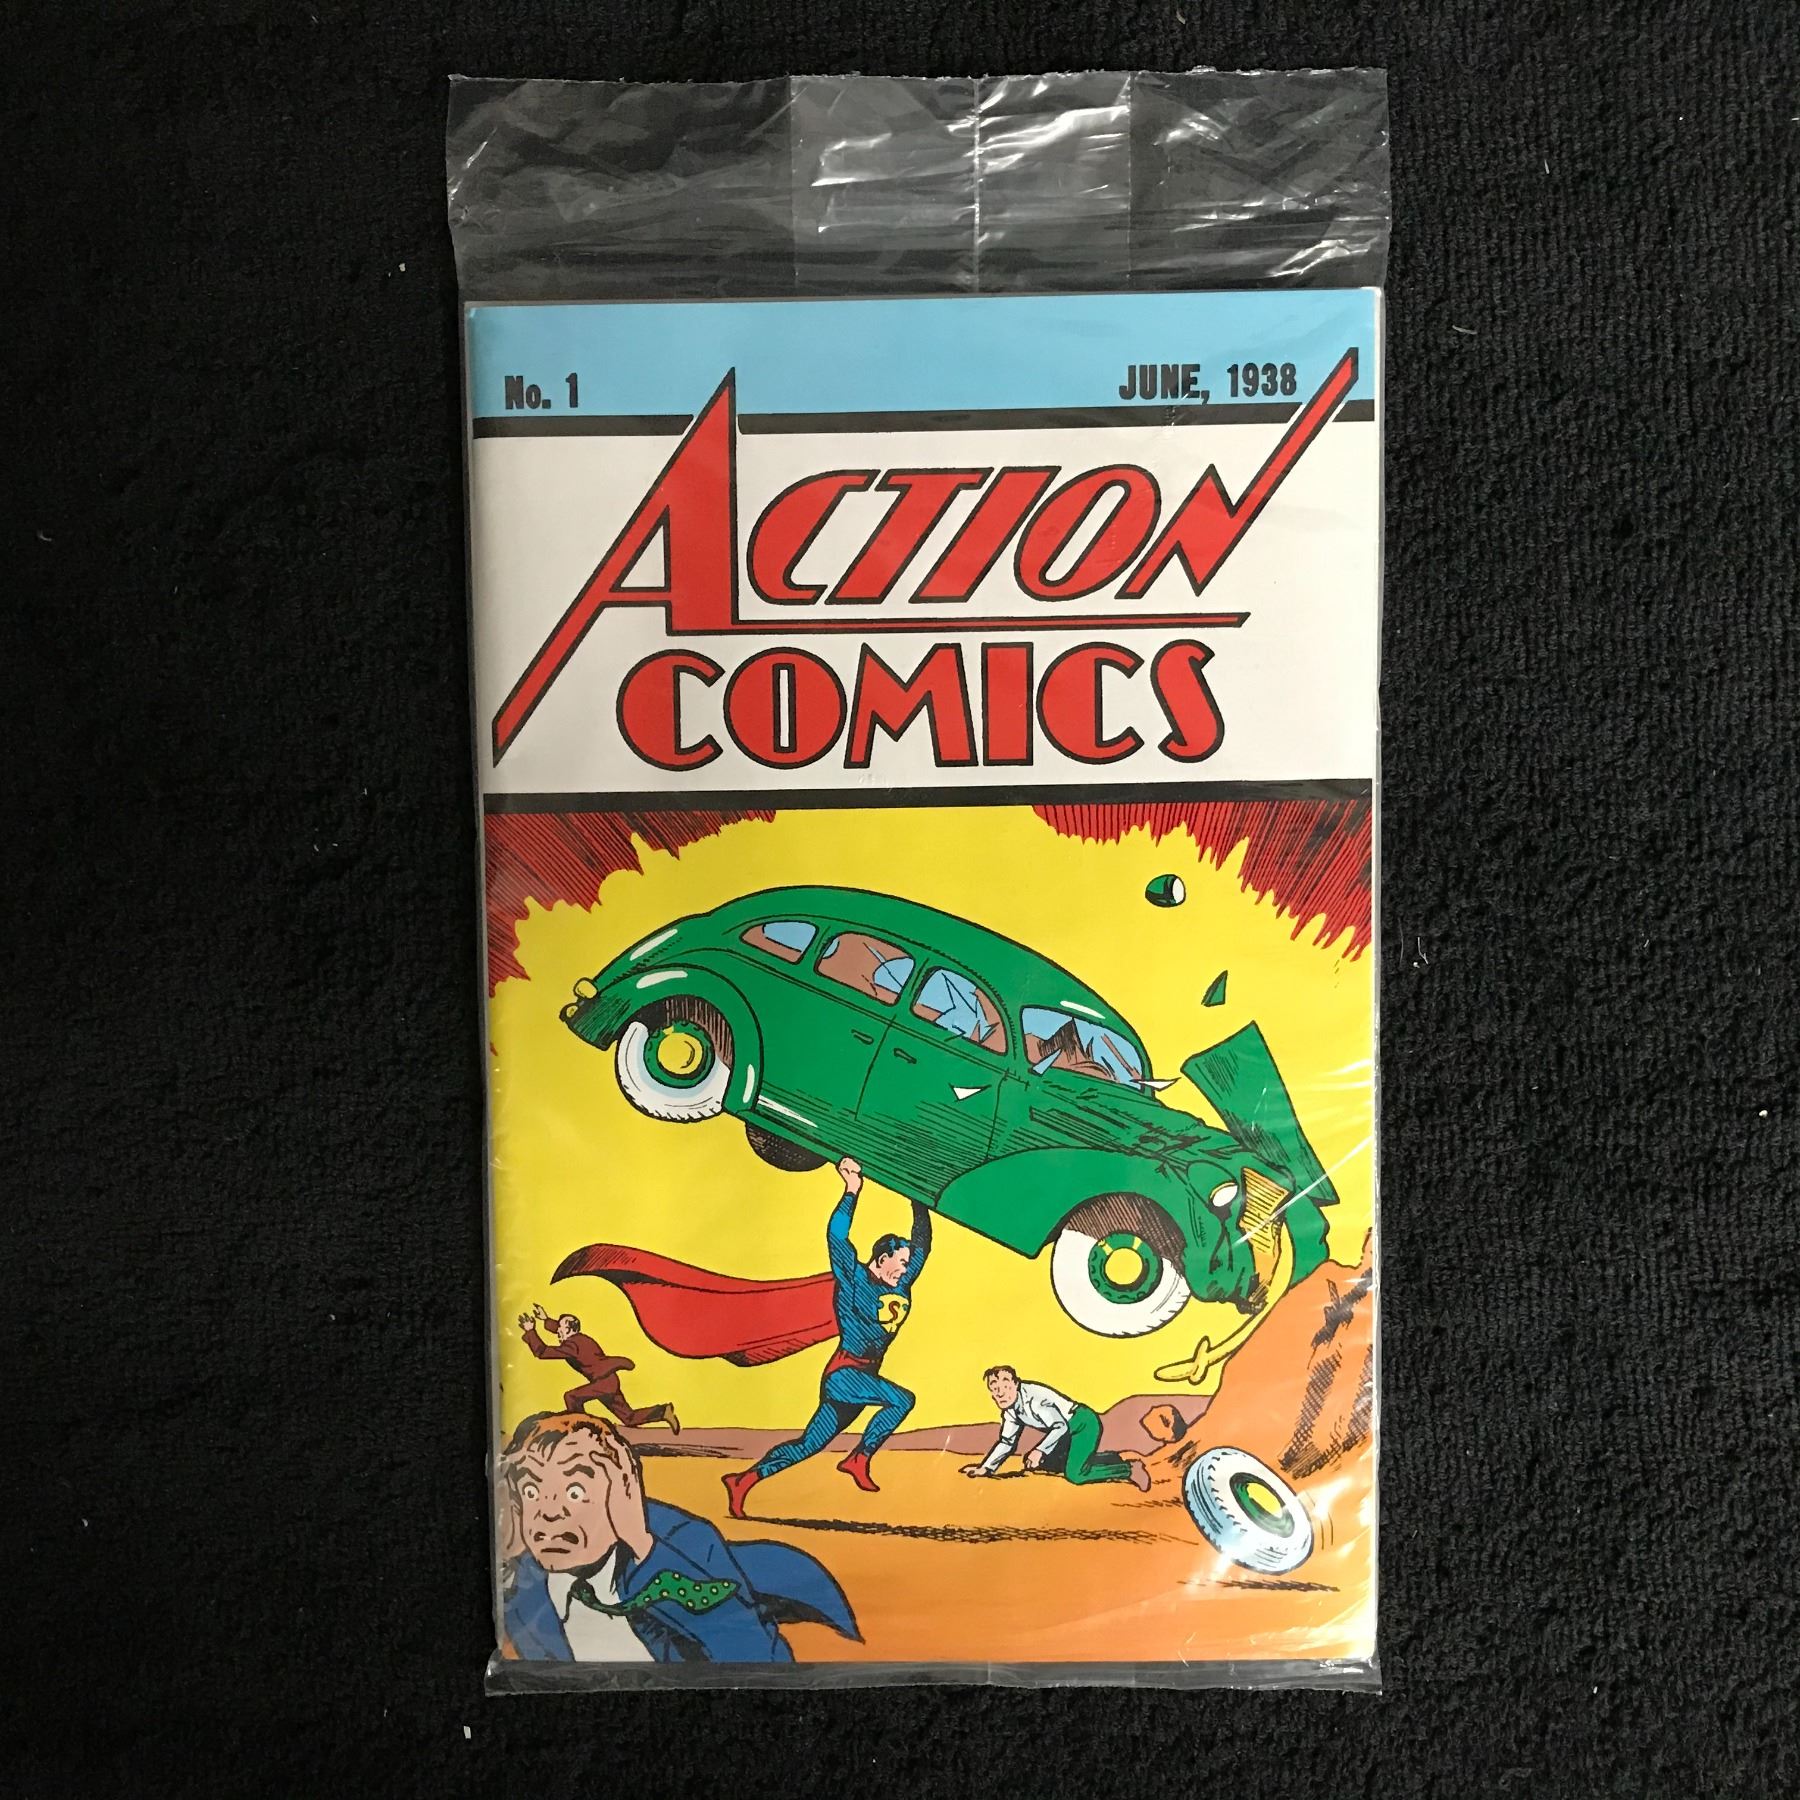 No. 1
JUNE, 1938
ACTION
COMICS
S